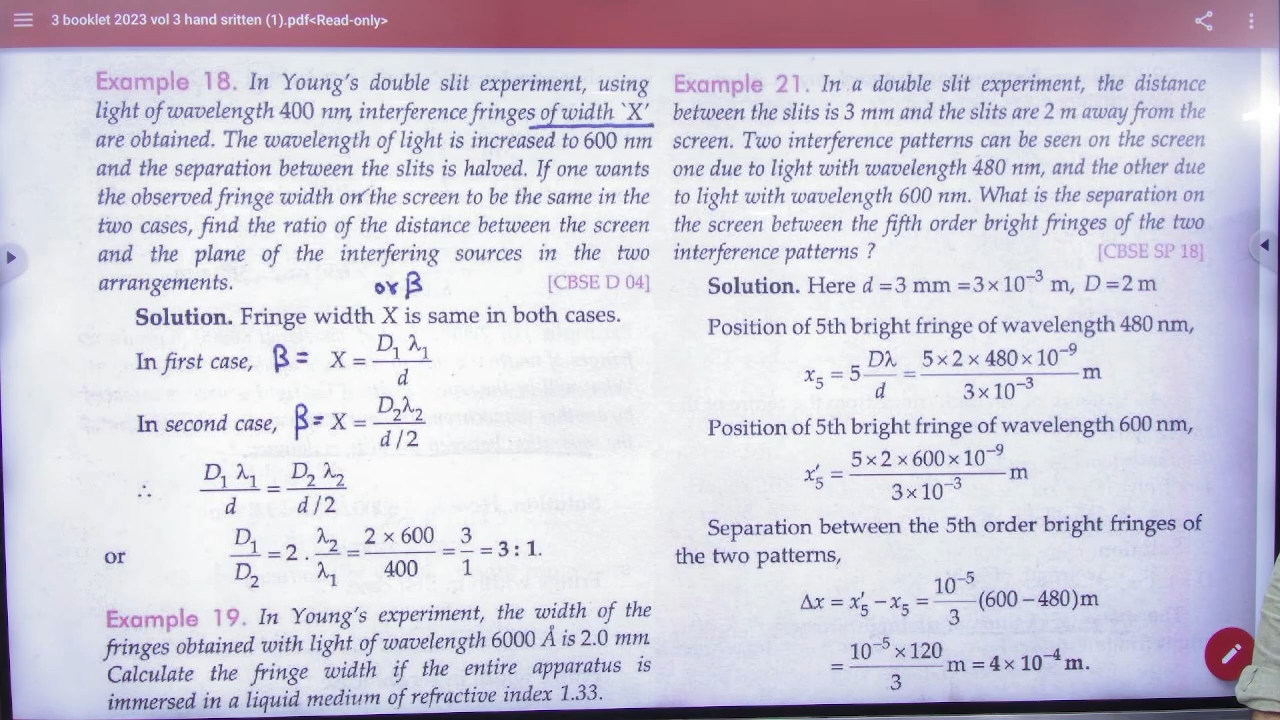 3 booklet 2023 vol 3 hand sritten (1).pdf<Read-only>
Example 18. In Young's double slit experiment, using
light of wavelength 400 nm, interference fringes of width `X'
are obtained. The wavelength of light is increased to 600 nm
and the separation between the slits is halved. If one wants
the observed fringe width on the screen to be the same in the
two cases, find the ratio of the distance between the screen
and the plane of the interfering sources in the two
arrangements. [CBSE D 04]
or β
Solution. Fringe width X is same in both cases.
In first case, β = X = D₁ λ₁ / d
In second case, β = X = D₂λ₂ / d/2
∴ D₁ λ₁ / d = D₂ λ₂ / d/2
or D₁ / D₂ = 2 . λ₂ / λ₁ = 2 × 600 / 400 = 3 / 1 = 3 : 1.
Example 19. In Young's experiment, the width of the
fringes obtained with light of wavelength 6000 Å is 2.0 mm
Calculate the fringe width if the entire apparatus is
immersed in a liquid medium of refractive index 1.33.
Example 21. In a double slit experiment, the distance
between the slits is 3 mm and the slits are 2 m away from the
screen. Two interference patterns can be seen on the screen
one due to light with wavelength 480 nm, and the other due
to light with wavelength 600 nm. What is the separation on
the screen between the fifth order bright fringes of the two
interference patterns ? [CBSE SP 18]
Solution. Here d = 3 mm = 3 × 10⁻³ m, D = 2 m
Position of 5th bright fringe of wavelength 480 nm,
x₅ = 5 Dλ / d = 5 × 2 × 480 × 10⁻⁹ / 3 × 10⁻³ m
Position of 5th bright fringe of wavelength 600 nm,
x′₅ = 5 × 2 × 600 × 10⁻⁹ / 3 × 10⁻³ m
Separation between the 5th order bright fringes of
the two patterns,
Δx = x′₅ − x₅ = 10⁻⁵ / 3 (600 − 480) m
= 10⁻⁵ × 120 / 3 m = 4 × 10⁻⁴ m.